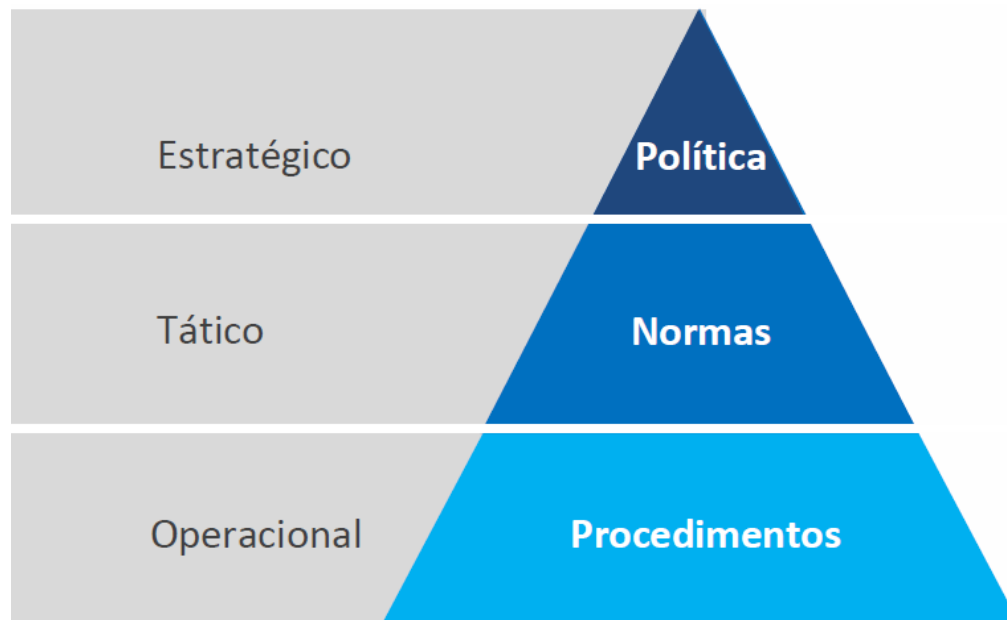 Estratégico
Política
Tático
Normas
Operacional
Procedimentos